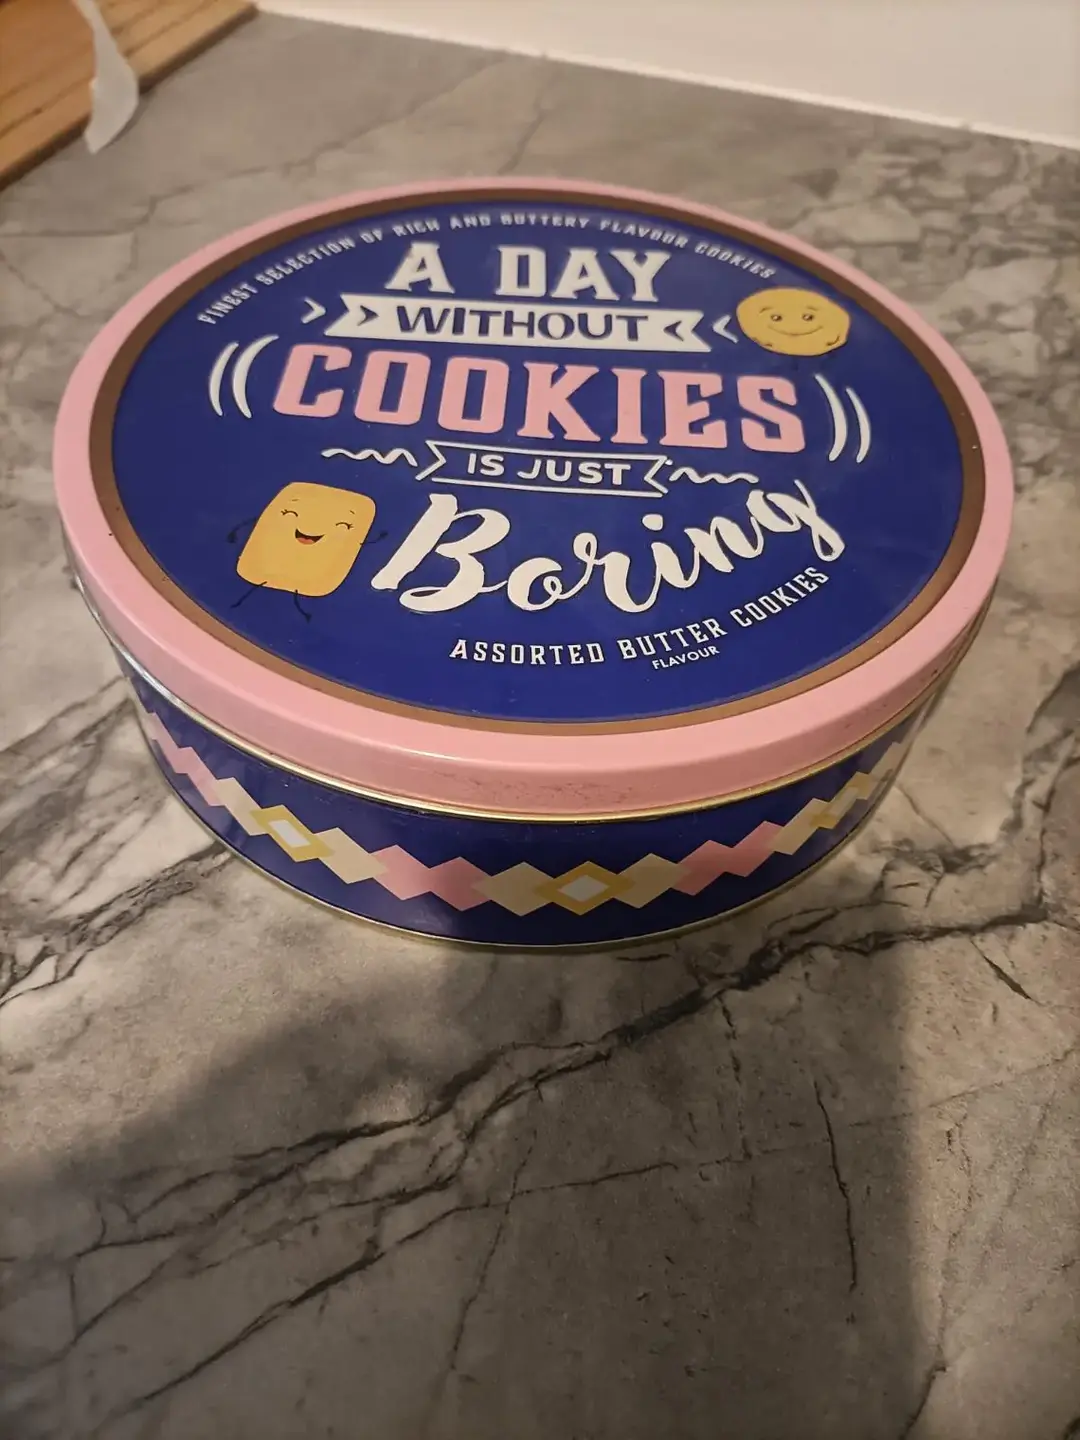 FINEST SELECTION OF RICH AND BUTTERY FLAVOUR COOKIES
A DAY
WITHOUT
COOKIES
IS JUST
Boring
ASSORTED BUTTER COOKIES
FLAVOUR